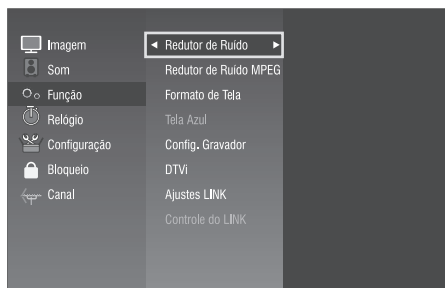 Imagem
Som
Função
Relógio
Configuração
Bloqueio
Canal
Redutor de Ruído
Redutor de Ruído MPEG
Formato de Tela
Tela Azul
Config. Gravador
DTVi
Ajustes LINK
Controle do LINK